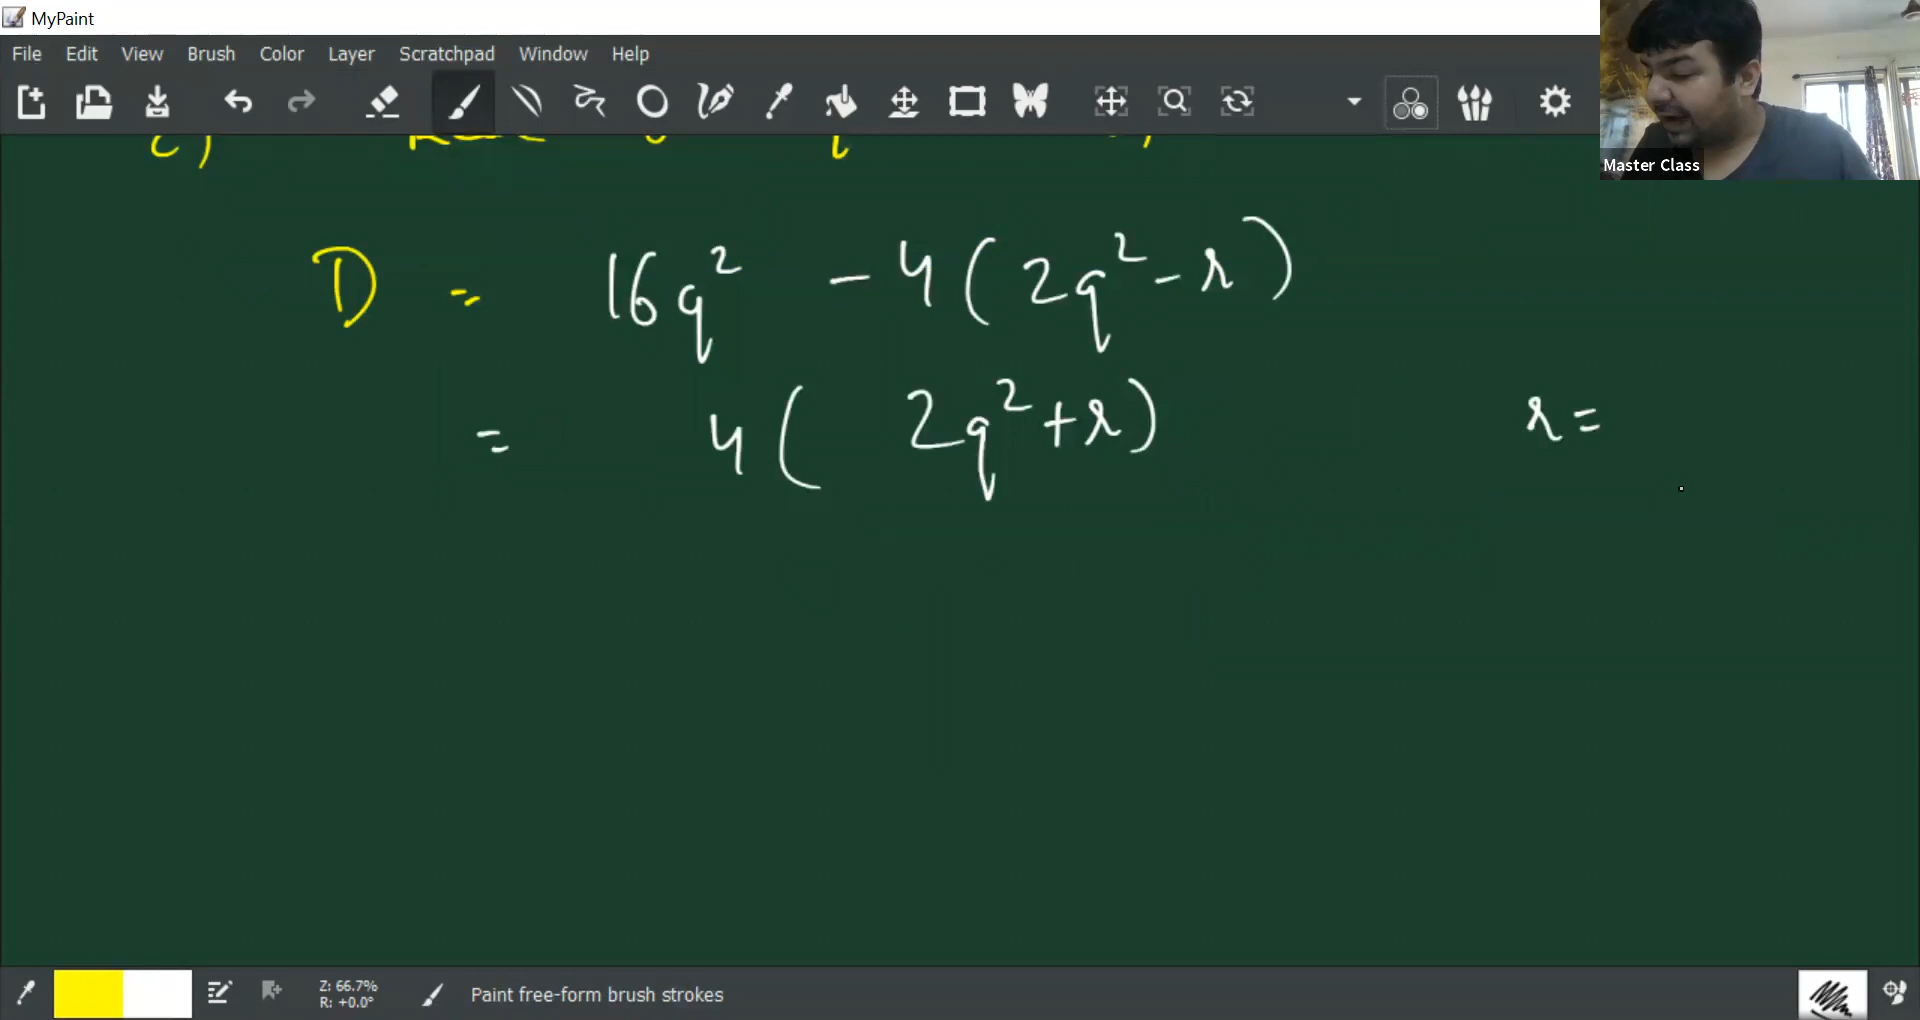 MyPaint
File Edit View Brush Color Layer Scratchpad Window Help
Master Class
D = 16q² - 4(2q² - r)
= 4( 2q² + r)
r =
Z: 66.7%
R: +0.0°
Paint free-form brush strokes